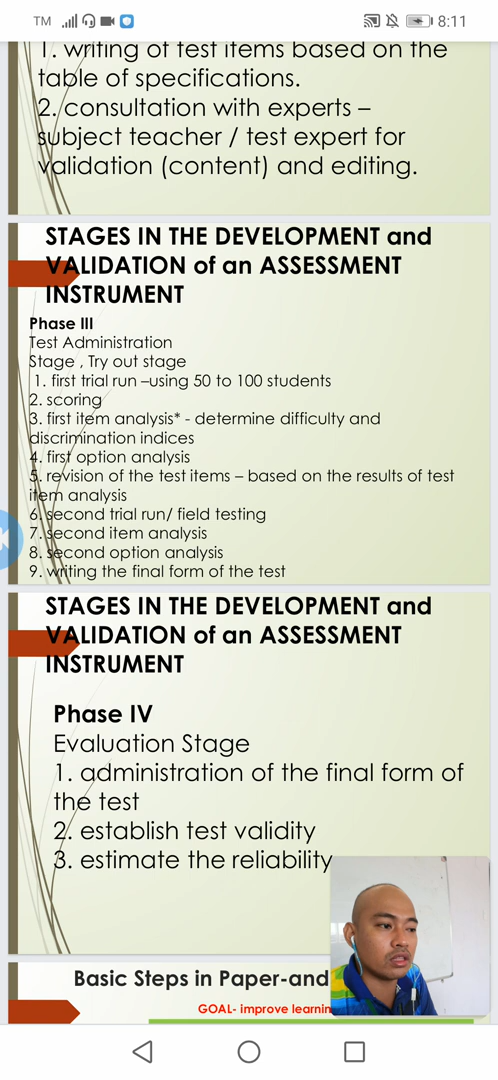 TM 8:11
1. writing of test items based on the
table of specifications.
2. consultation with experts –
subject teacher / test expert for
validation (content) and editing.
STAGES IN THE DEVELOPMENT and
VALIDATION of an ASSESSMENT
INSTRUMENT
Phase III
Test Administration
Stage , Try out stage
1. first trial run –using 50 to 100 students
2. scoring
3. first item analysis* - determine difficulty and
discrimination indices
4. first option analysis
5. revision of the test items – based on the results of test
item analysis
6. second trial run/ field testing
7. second item analysis
8. second option analysis
9. writing the final form of the test
STAGES IN THE DEVELOPMENT and
VALIDATION of an ASSESSMENT
INSTRUMENT
Phase IV
Evaluation Stage
1. administration of the final form of
the test
2. establish test validity
3. estimate the reliability
Basic Steps in Paper-and
GOAL- improve learnin